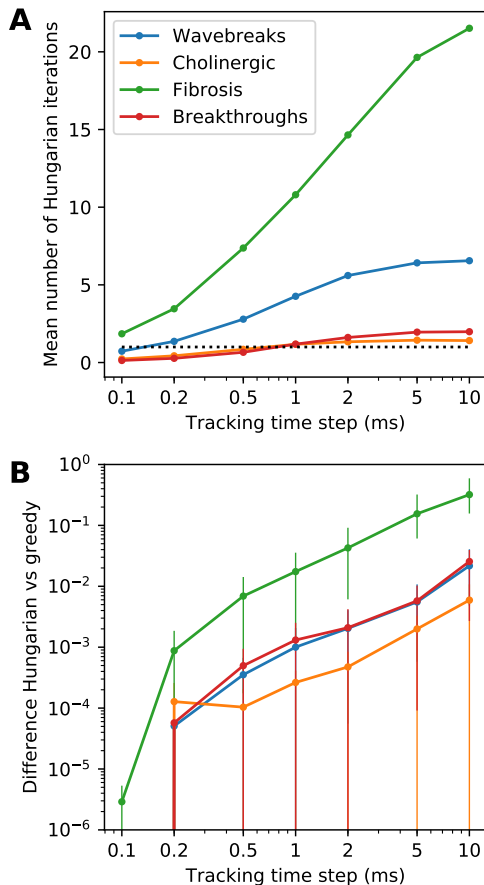 A
Mean number of Hungarian iterations
20
15
10
5
0
Wavebreaks
Cholinergic
Fibrosis
Breakthroughs
0.1 0.2 0.5 1 2 5 10
Tracking time step (ms)
B
Difference Hungarian vs greedy
10⁰
10⁻¹
10⁻²
10⁻³
10⁻⁴
10⁻⁵
10⁻⁶
0.1 0.2 0.5 1 2 5 10
Tracking time step (ms)